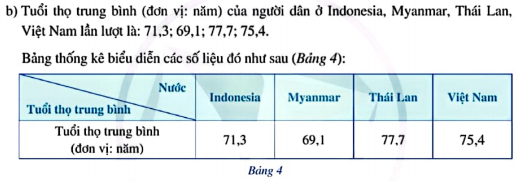 b) Tuổi thọ trung bình (đơn vị: năm) của người dân ở Indonesia, Myanmar, Thái Lan,
Việt Nam lần lượt là: 71,3; 69,1; 77,7; 75,4.
Bảng thống kê biểu diễn các số liệu đó như sau (Bảng 4):
Nước
Tuổi thọ trung bình
Indonesia
Myanmar
Thái Lan
Việt Nam
Tuổi thọ trung bình
(đơn vị: năm)
71,3
69,1
77,7
75,4
Bảng 4